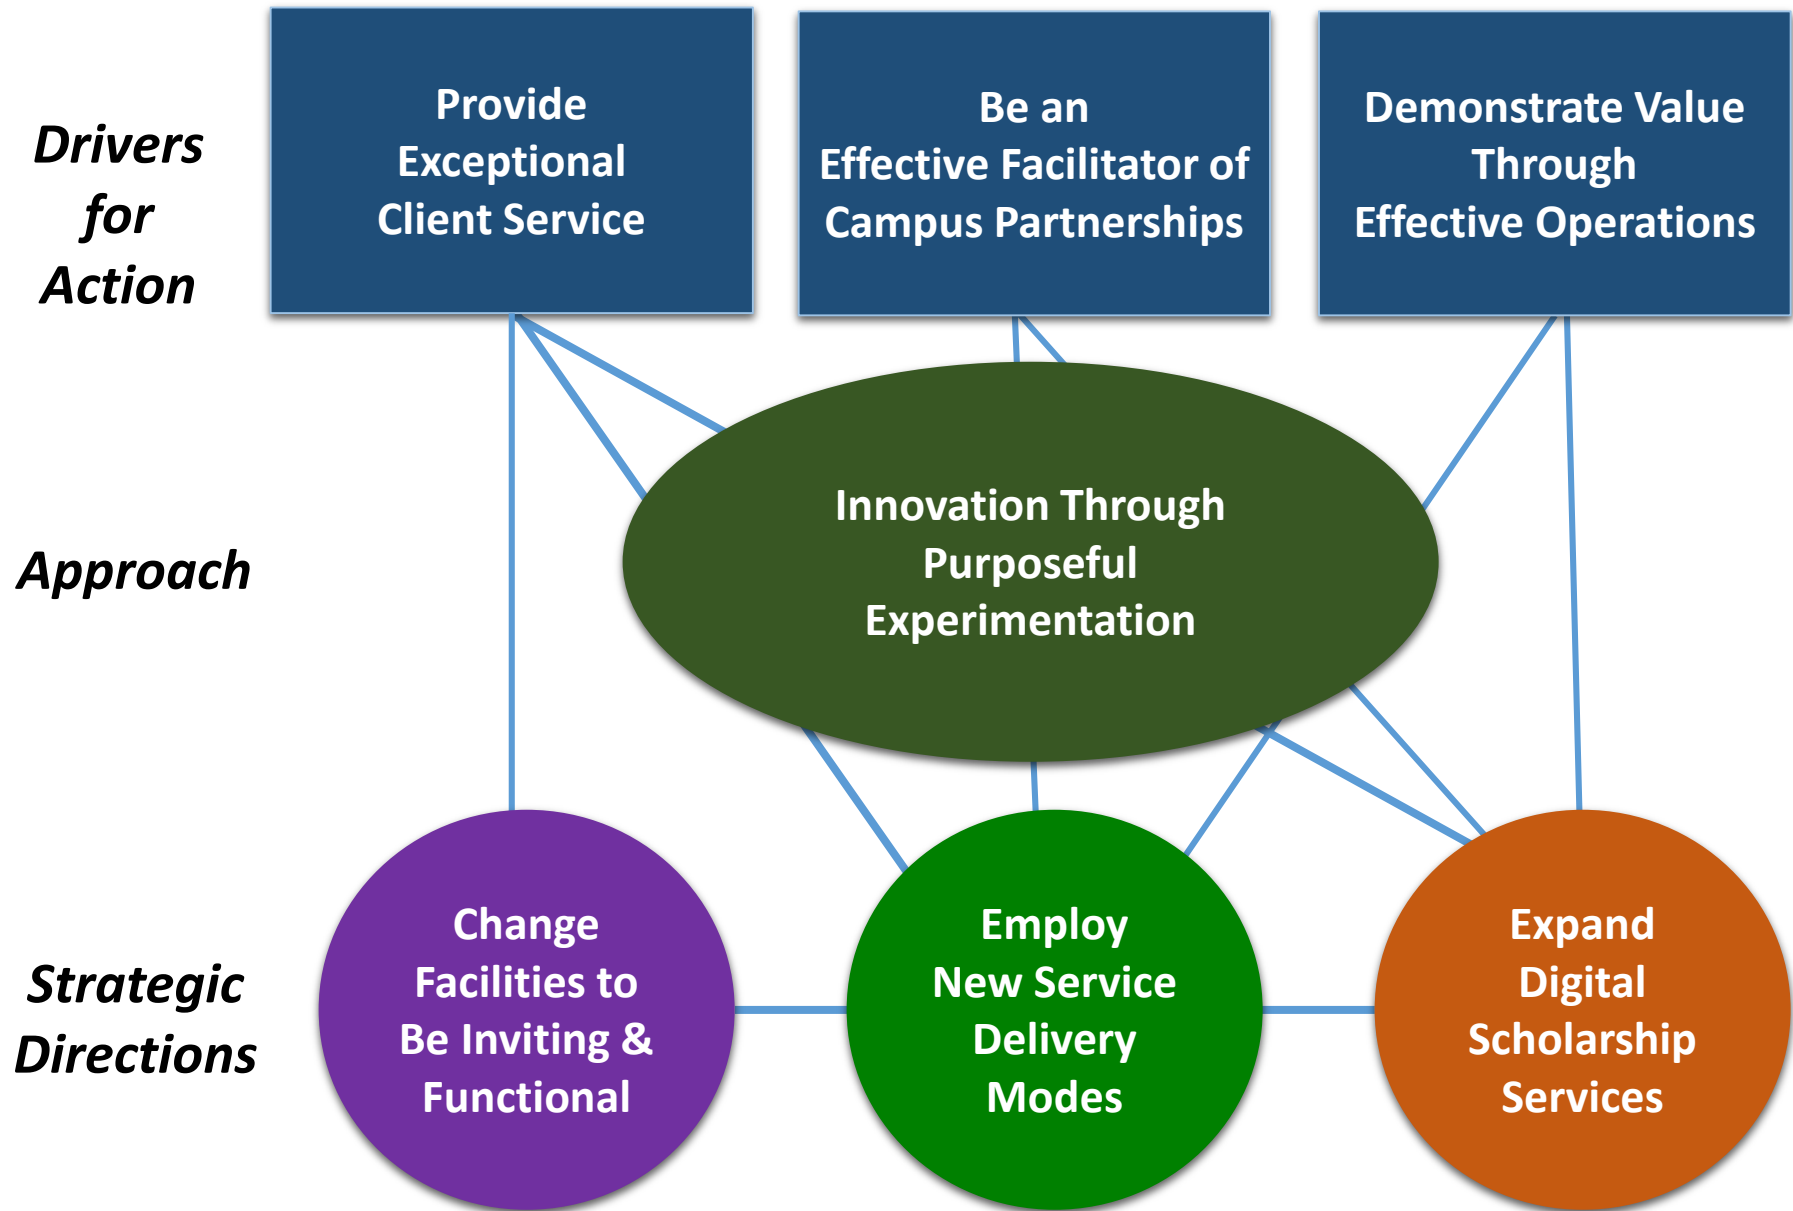 Drivers
for
Action
Provide
Exceptional
Client Service
Be an
Effective Facilitator of
Campus Partnerships
Demonstrate Value
Through
Effective Operations
Approach
Innovation Through
Purposeful
Experimentation
Strategic
Directions
Change
Facilities to
Be Inviting &
Functional
Employ
New Service
Delivery
Modes
Expand
Digital
Scholarship
Services